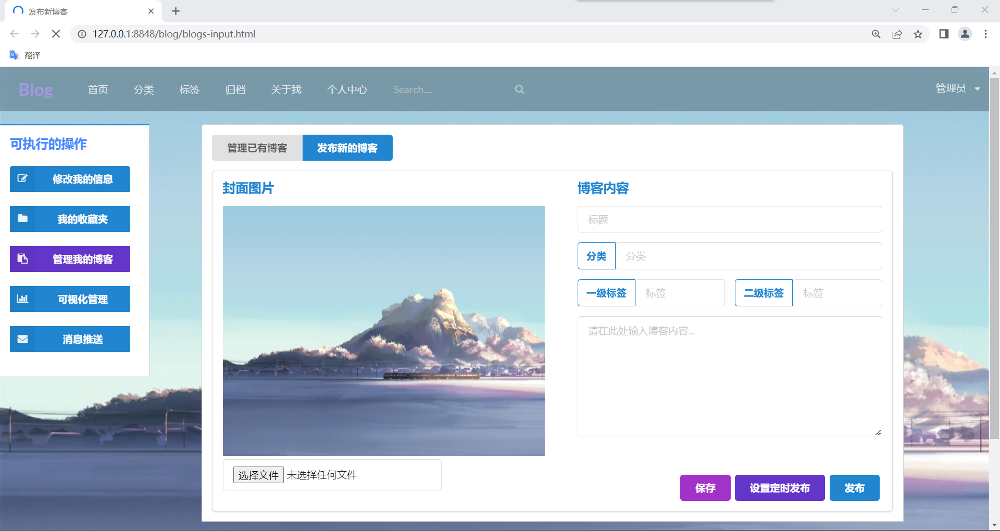 发布新博客
127.0.0.1:8848/blog/blogs-input.html
翻译
Blog 首页 分类 标签 归档 关于我 个人中心 Search.... 管理员
可执行的操作
修改我的信息
我的收藏夹
管理我的博客
可视化管理
消息推送
管理已有博客 发布新的博客
封面图片
选择文件 未选择任何文件
博客内容
标题
分类 分类
一级标签 标签 二级标签 标签
请在此处输入博客内容...
保存 设置定时发布 发布